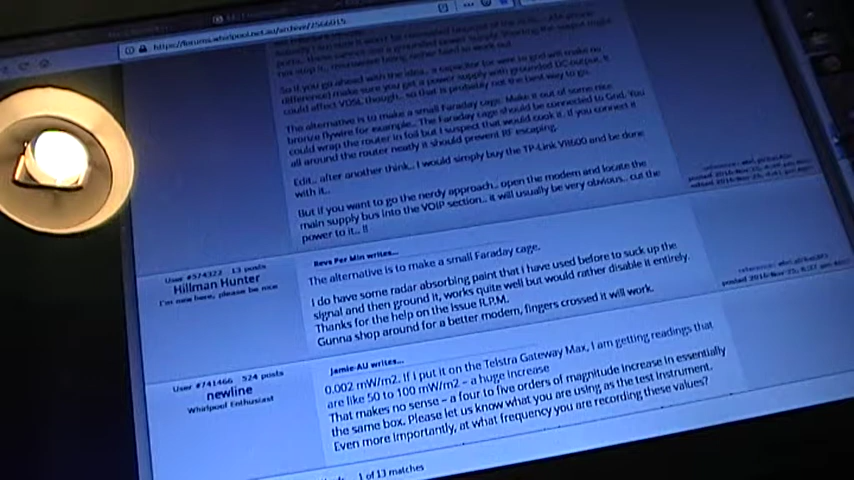 https://forums.whirlpool.net.au/archive/2566015
not stop it..
So if you go ahead with the idea.. a capacitor for wire to god will make no
difference) make sure you get a power supply with grounded DC output. It
could affect VDSL though.. so that is probably not the best way to go.
The alternative is to make a small Faraday cage. Make it out of some nice
bronze flywire for example.. The Faraday cage should be connected to God. You
could wrap the router in foil but I suspect that would cook it. If you connect it
all around the router neatly it should prevent RF escaping.
Edit.. after another think.. I would simply buy the TP-Link VR600 and be done
with it..
But if you want to go the nerdy approach.. open the modem and locate the
main supply bus into the VOIP section.. it will usually be very obvious.. cut the
power to it.. !!
User #574322 13 posts
Hillman Hunter
I'm new here, please be nice
Revs Per Min writes...
The alternative is to make a small Faraday cage.
I do have some radar absorbing paint that i have used before to suck up the
signal and then ground it, works quite well but would rather disable it entirely.
Thanks for the help on the issue R.P.M.
Gunna shop around for a better modem, fingers crossed it will work.
User #741466 524 posts
newline
Whirlpool Enthusiast
Jamie-AU writes...
0.002 mW/m2. If i put it on the Telstra Gateway Max, I am getting readings that
are like 50 to 100 mW/m2 – a huge increase
That makes no sense – a four to five orders of magnitude increase in essentially
the same box. Please let us know what you are using as the test instrument.
Even more importantly, at what frequency you are recording these values?
1 of 13 matches